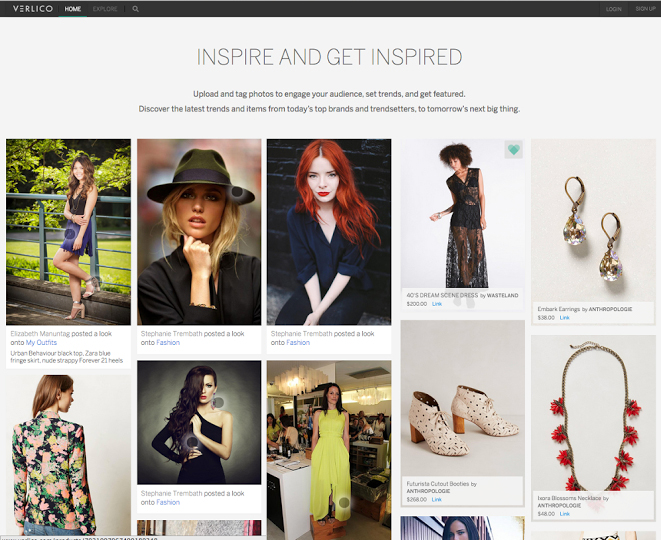 VERLICO HOME EXPLORE LOGIN SIGN UP
INSPIRE AND GET INSPIRED
Upload and tag photos to engage your audience, set trends, and get featured.
Discover the latest trends and items from today's top brands and trendsetters, to tomorrow's next big thing.
Elizabeth Manuntag posted a look
onto My Outfits
Urban Behaviour black top, Zara blue
fringe skirt, nude strappy Forever 21 heels
Stephanie Trembath posted a look
onto Fashion
Stephanie Trembath posted a look
onto Fashion
40'S DREAM SCENE DRESS by WASTELAND
$200.00 Link
Embark Earrings by ANTHROPOLOGIE
$38.00 Link
Stephanie Trembath posted a look
onto Fashion
Futurista Cutout Booties by
ANTHROPOLOGIE
$268.00 Link
Ixora Blossoms Necklace by
ANTHROPOLOGIE
$48.00 Link